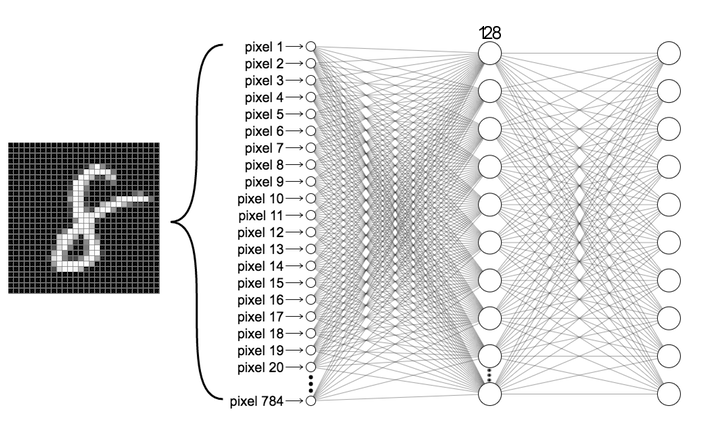 128
pixel 1
pixel 2
pixel 3
pixel 4
pixel 5
pixel 6
pixel 7
pixel 8
pixel 9
pixel 10
pixel 11
pixel 12
pixel 13
pixel 14
pixel 15
pixel 16
pixel 17
pixel 18
pixel 19
pixel 20
pixel 784
8